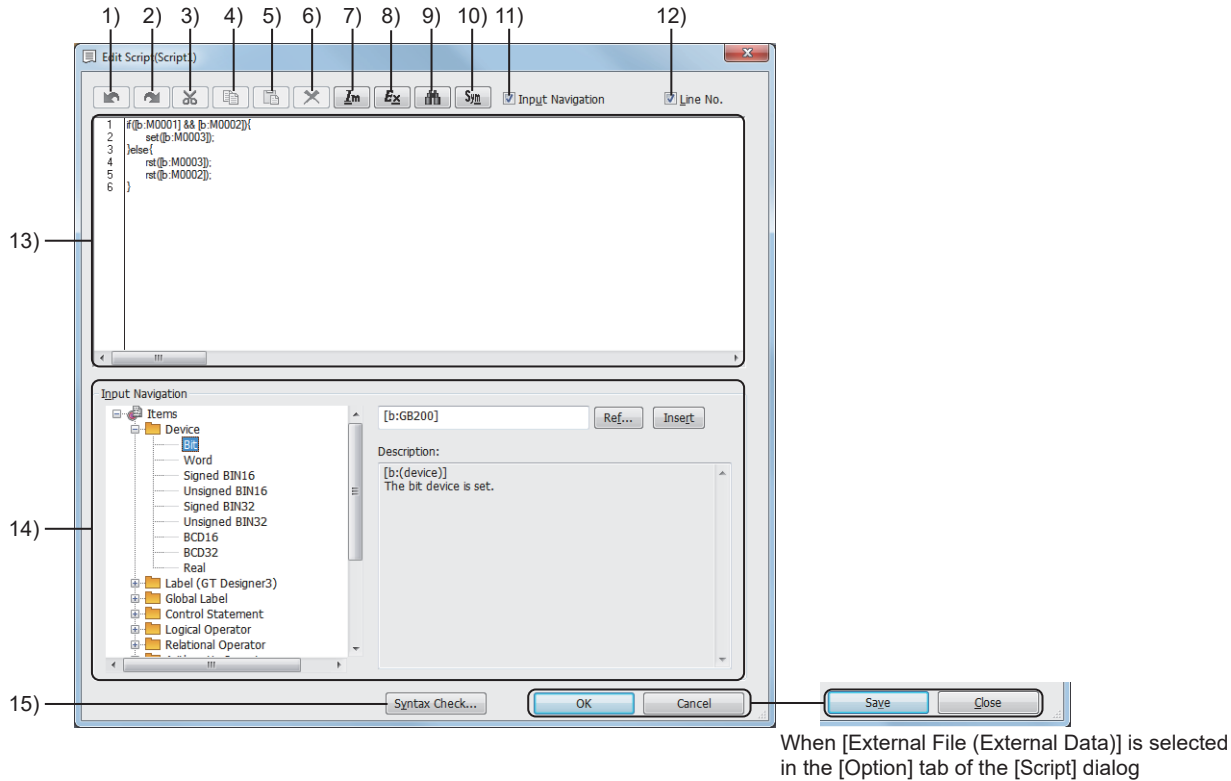 1) 2) 3) 4) 5) 6) 7) 8) 9) 10) 11) 12)
Edit Script(Script1)
Im Ex Sym Input Navigation Line No.
1 if([b:M0001] && [b:M0002]){
2 set([b:M0003]);
3 }else{
4 rst([b:M0003]);
5 rst([b:M0002]);
6 }
13)
Input Navigation
Items
Device
Bit
Word
Signed BIN16
Unsigned BIN16
Signed BIN32
Unsigned BIN32
BCD16
BCD32
Real
Label (GT Designer3)
Global Label
Control Statement
Logical Operator
Relational Operator
[b:GB200] Ref... Insert
Description:
[b:(device)]
The bit device is set.
14)
15)
Syntax Check... OK Cancel
Save Close
When [External File (External Data)] is selected
in the [Option] tab of the [Script] dialog